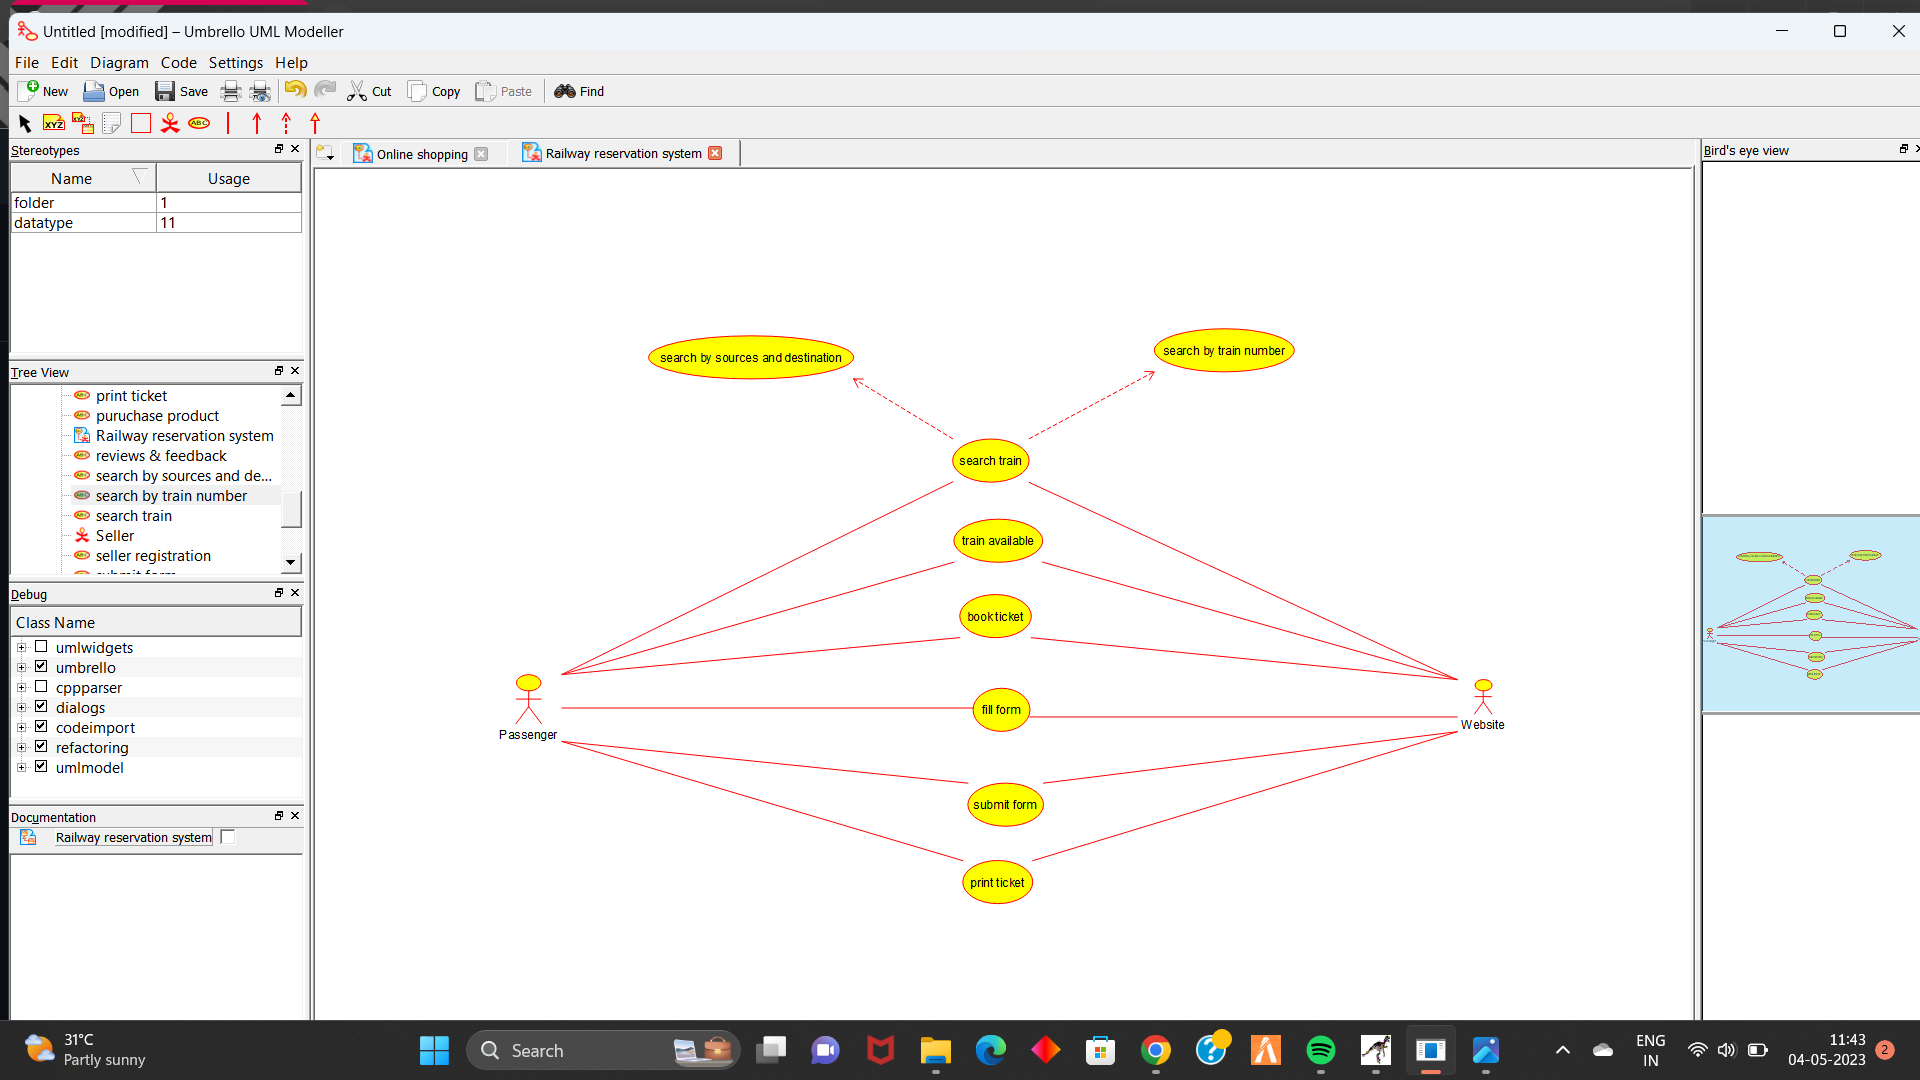 Untitled [modified] – Umbrello UML Modeller
File Edit Diagram Code Settings Help
New Open Save Cut Copy Paste Find
XYZ XYZ ABC
Stereotypes
Name Usage
folder 1
datatype 11
Tree View
print ticket
puruchase product
Railway reservation system
reviews & feedback
search by sources and de...
search by train number
search train
Seller
seller registration
submit form
Debug
Class Name
umlwidgets
umbrello
cppparser
dialogs
codeimport
refactoring
umlmodel
Documentation
Railway reservation system
Online shopping
Railway reservation system
search by sources and destination
search by train number
search train
train available
book ticket
fill form
submit form
print ticket
Passenger
Website
Bird's eye view
31°C
Partly sunny
Search
ENG
IN
11:43
04-05-2023
2